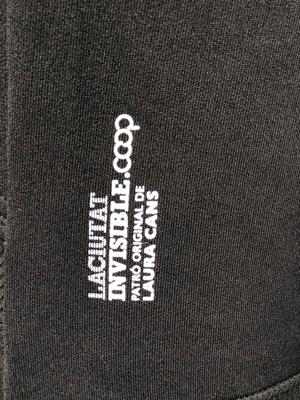 LACIUTAT
INVISIBLE.coop
PATRÓ ORIGINAL DE
LAURA CANS